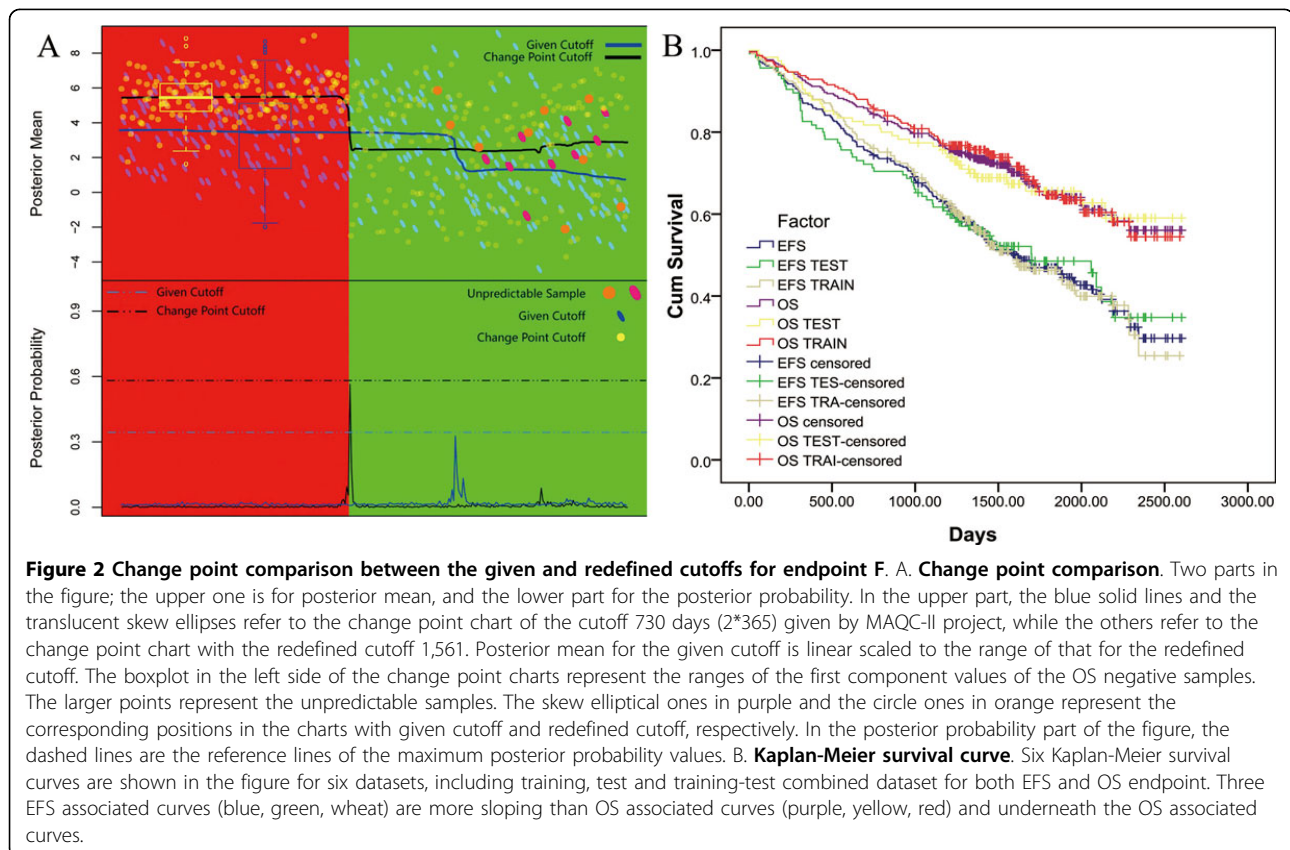 A
Given Cutoff
Change Point Cutoff
8
6
4
2
0
-2
-4
Posterior Mean
Given Cutoff
Change Point Cutoff
Unpredictable Sample
Given Cutoff
Change Point Cutoff
0.9
0.6
0.3
0.0
Posterior Probability
B
1.0
0.8
0.6
0.4
0.2
0.0
Cum Survival
Factor
EFS
EFS TEST
EFS TRAIN
OS
OS TEST
OS TRAIN
EFS censored
EFS TES-censored
EFS TRA-censored
OS censored
OS TEST-censored
OS TRAI-censored
0.00 500.00 1000.00 1500.00 2000.00 2500.00 3000.00
Days
Figure 2 Change point comparison between the given and redefined cutoffs for endpoint F. A. Change point comparison. Two parts in
the figure; the upper one is for posterior mean, and the lower part for the posterior probability. In the upper part, the blue solid lines and the
translucent skew ellipses refer to the change point chart of the cutoff 730 days (2*365) given by MAQC-II project, while the others refer to the
change point chart with the redefined cutoff 1,561. Posterior mean for the given cutoff is linear scaled to the range of that for the redefined
cutoff. The boxplot in the left side of the change point charts represent the ranges of the first component values of the OS negative samples.
The larger points represent the unpredictable samples. The skew elliptical ones in purple and the circle ones in orange represent the
corresponding positions in the charts with given cutoff and redefined cutoff, respectively. In the posterior probability part of the figure, the
dashed lines are the reference lines of the maximum posterior probability values. B. Kaplan-Meier survival curve. Six Kaplan-Meier survival
curves are shown in the figure for six datasets, including training, test and training-test combined dataset for both EFS and OS endpoint. Three
EFS associated curves (blue, green, wheat) are more sloping than OS associated curves (purple, yellow, red) and underneath the OS associated
curves.